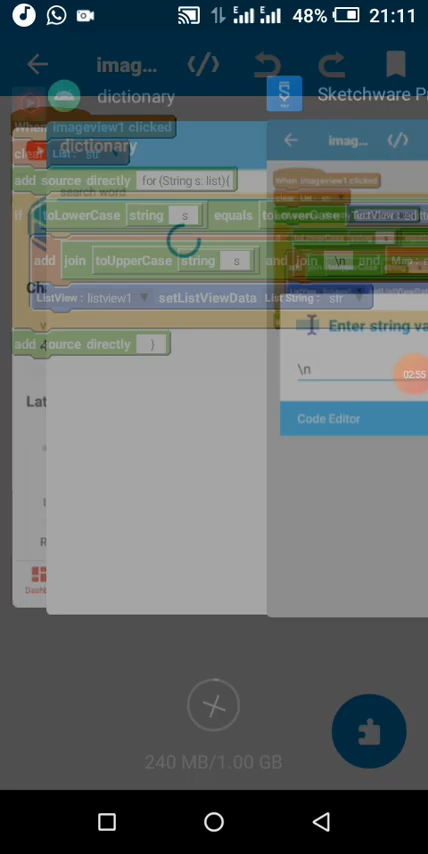 48% 21:11
imag...
dictionary
Sketchware Pr
imag...
When imageview1 clicked
dictionary
clear List : str
When imageview1 clicked
add source directly for (String s: list){
search word
if toLowerCase string s equals toLowerCase
add join toUpperCase string s and join \n and Map :
ListView : listview1 setListViewData List String : str
Enter string va
add source directly }
\n
02:55
Lat
Code Editor
R
Dashb
240 MB/1.00 GB